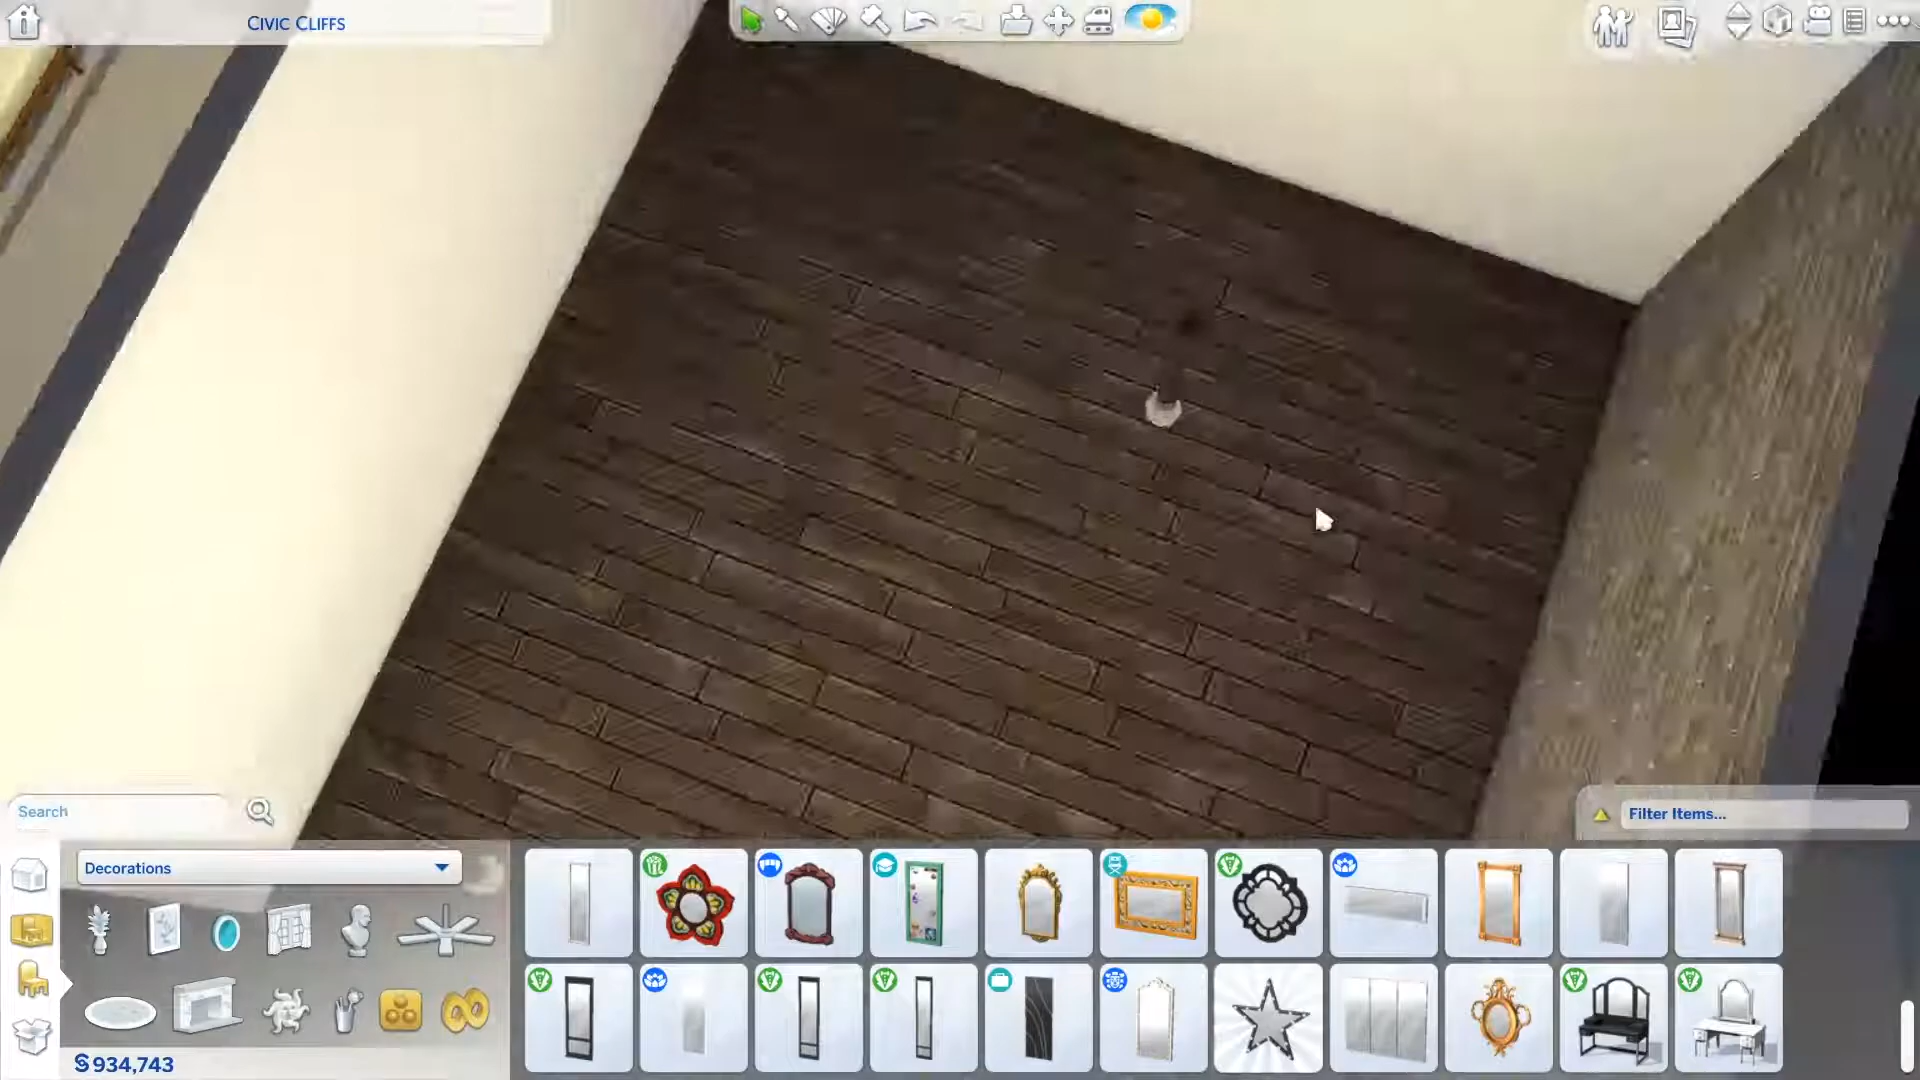 CIVIC CLIFFS
Search
Filter Items...
Decorations
§934,743